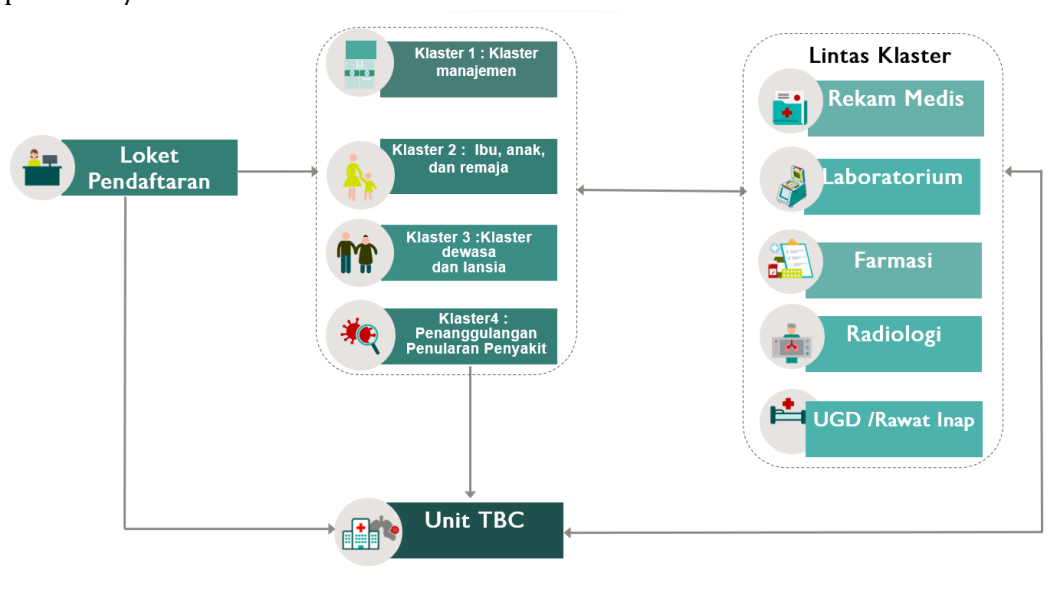 Loket
Pendaftaran
Klaster 1 : Klaster
manajemen
Klaster 2 : Ibu, anak,
dan remaja
Klaster 3 :Klaster
dewasa
dan lansia
Klaster4 :
Penanggulangan
Penularan Penyakit
Lintas Klaster
Rekam Medis
Laboratorium
Farmasi
Radiologi
UGD /Rawat Inap
Unit TBC